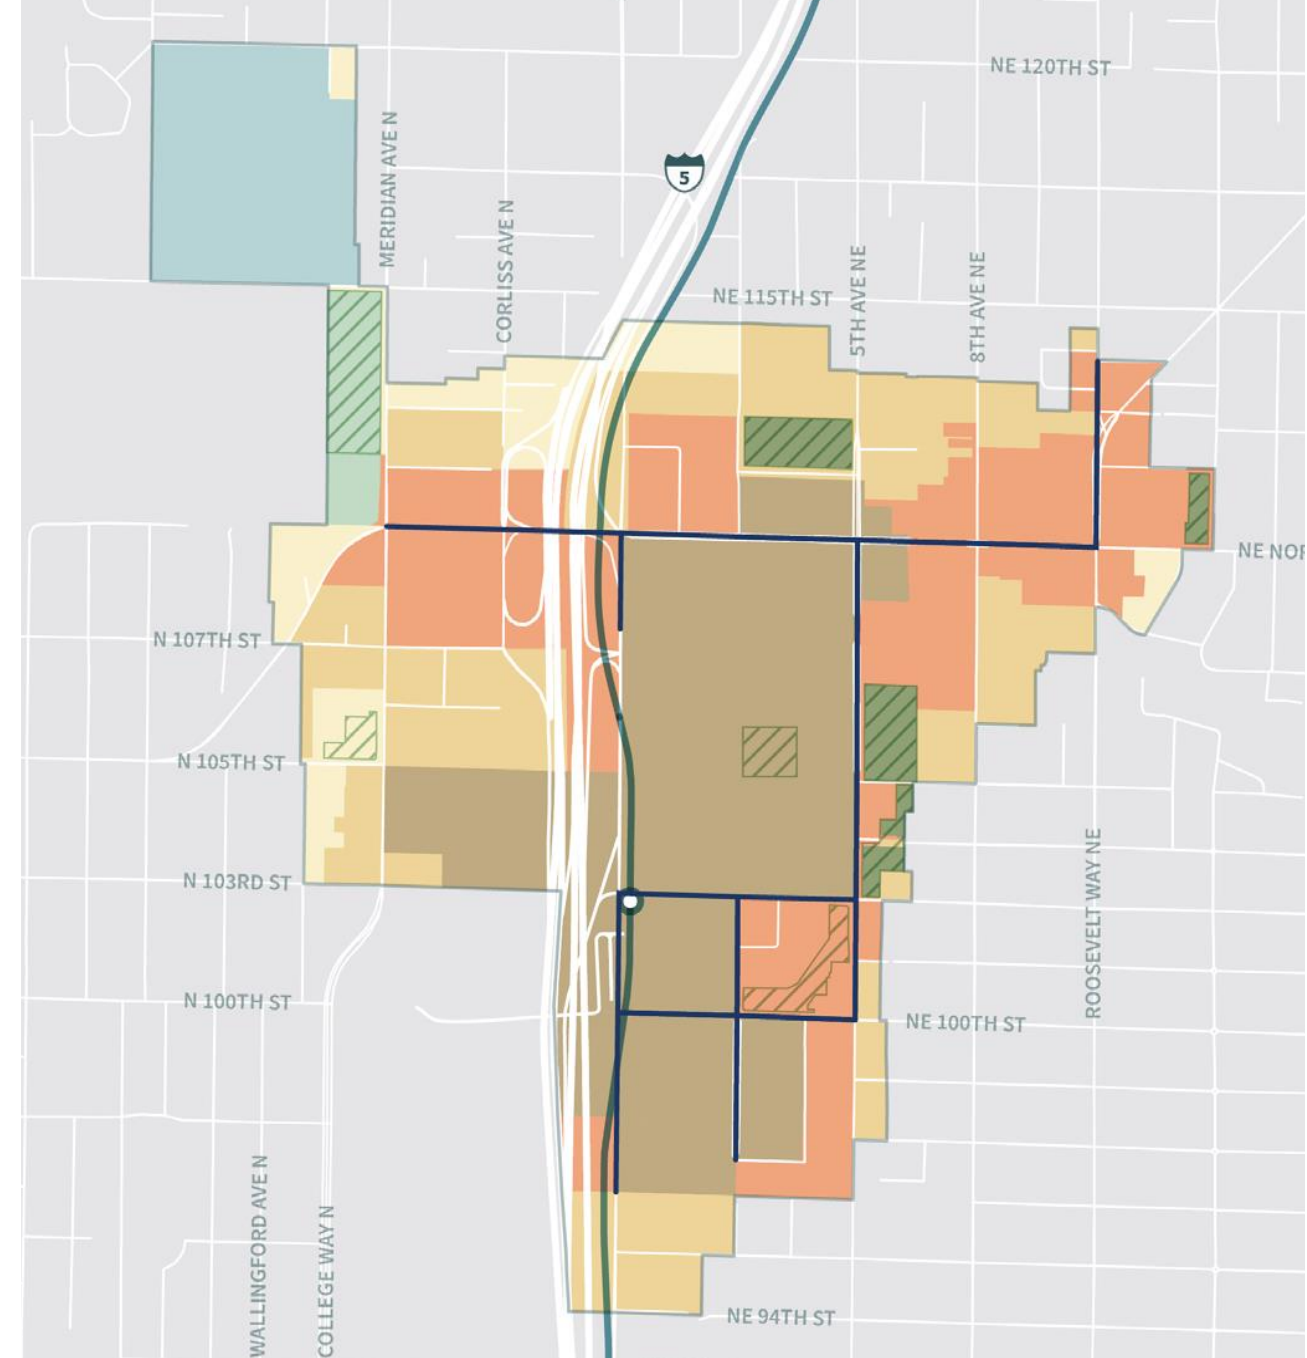 NE 120TH ST
MERIDIAN AVE N
5
CORLISS AVE N
5TH AVE NE
8TH AVE NE
NE 115TH ST
NE NOR
N 107TH ST
N 105TH ST
ROOSEVELT WAY NE
N 103RD ST
N 100TH ST
NE 100TH ST
WALLINGFORD AVE N
COLLEGE WAY N
NE 94TH ST